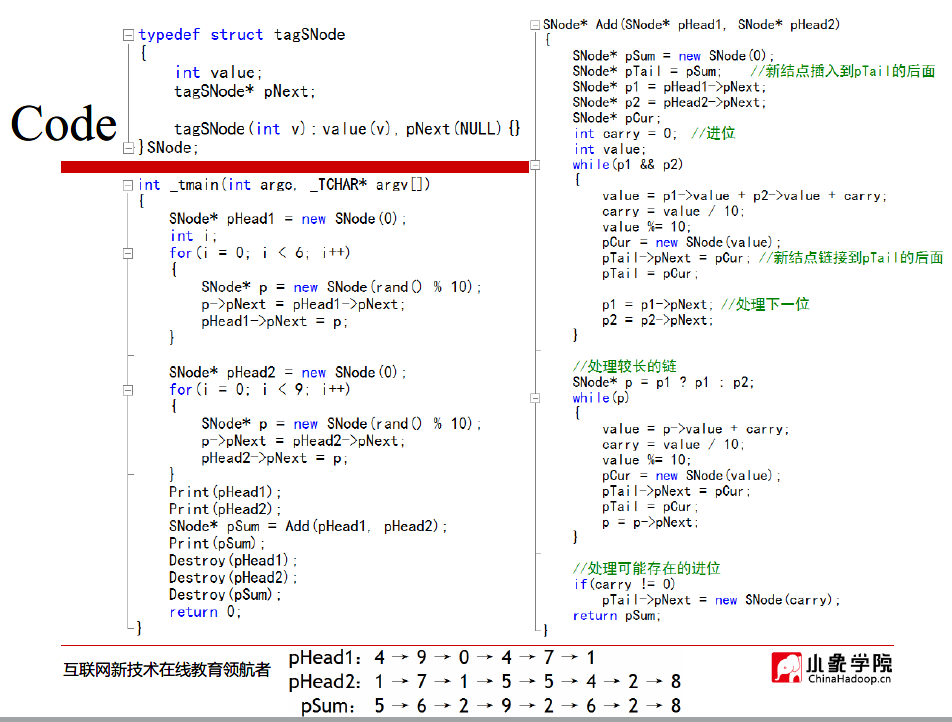 Code
typedef struct tagSNode
{
int value;
tagSNode* pNext;
tagSNode(int v):value(v),pNext(NULL){}
}SNode;
int _tmain(int argc, _TCHAR* argv[])
{
SNode* pHead1 = new SNode(0);
int i;
for(i = 0; i < 6; i++)
{
SNode* p = new SNode(rand() % 10);
p->pNext = pHead1->pNext;
pHead1->pNext = p;
}
SNode* pHead2 = new SNode(0);
for(i = 0; i < 9; i++)
{
SNode* p = new SNode(rand() % 10);
p->pNext = pHead2->pNext;
pHead2->pNext = p;
}
Print(pHead1);
Print(pHead2);
SNode* pSum = Add(pHead1, pHead2);
Print(pSum);
Destroy(pHead1);
Destroy(pHead2);
Destroy(pSum);
return 0;
}
SNode* Add(SNode* pHead1, SNode* pHead2)
{
SNode* pSum = new SNode(0);
SNode* pTail = pSum; //新结点插入到pTail的后面
SNode* p1 = pHead1->pNext;
SNode* p2 = pHead2->pNext;
SNode* pCur;
int carry = 0; //进位
int value;
while(p1 && p2)
{
value = p1->value + p2->value + carry;
carry = value / 10;
value %= 10;
pCur = new SNode(value);
pTail->pNext = pCur; //新结点链接到pTail的后面
pTail = pCur;
p1 = p1->pNext; //处理下一位
p2 = p2->pNext;
}
//处理较长的链
SNode* p = p1 ? p1 : p2;
while(p)
{
value = p->value + carry;
carry = value / 10;
value %= 10;
pCur = new SNode(value);
pTail->pNext = pCur;
pTail = pCur;
p = p->pNext;
}
//处理可能存在的进位
if(carry != 0)
pTail->pNext = new SNode(carry);
return pSum;
}
互联网新技术在线教育领航者
pHead1: 4 → 9 → 0 → 4 → 7 → 1
pHead2: 1 → 7 → 1 → 5 → 5 → 4 → 2 → 8
pSum: 5 → 6 → 2 → 9 → 2 → 6 → 2 → 8
小象学院
ChinaHadoop.cn